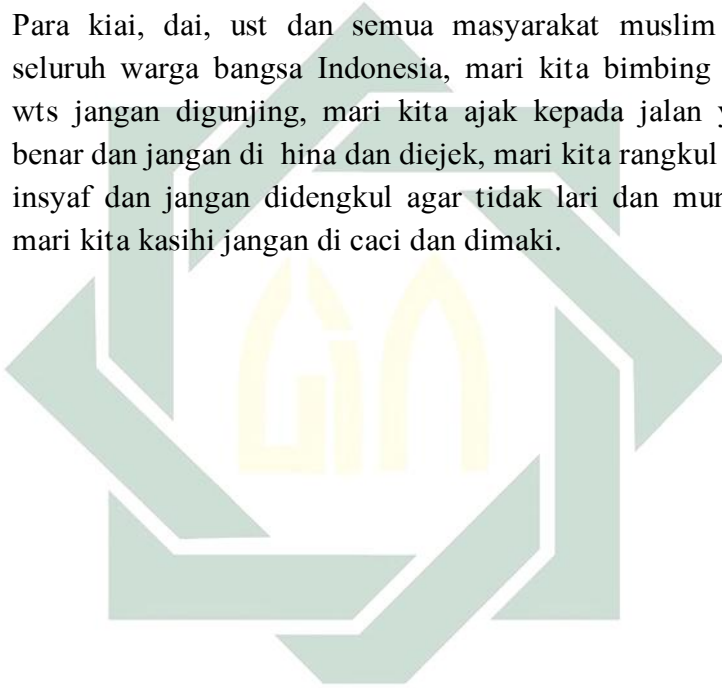 Para kiai, dai, ust dan semua masyarakat muslim
seluruh warga bangsa Indonesia, mari kita bimbing
wts jangan digunjing, mari kita ajak kepada jalan
benar dan jangan di hina dan diejek, mari kita rangkul
insyaf dan jangan didengkul agar tidak lari dan
mari kita kasihi jangan di caci dan dimaki.